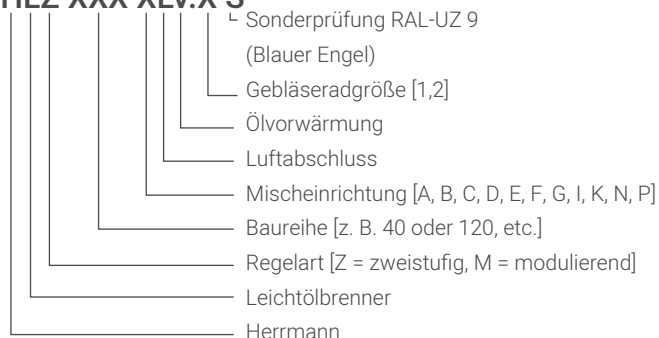 HLZ XXX XLV.X S
Sonderprüfung RAL-UZ 9
(Blauer Engel)
Gebläseradgröße [1,2]
Ölvorwärmung
Luftabschluss
Mischeinrichtung [A, B, C, D, E, F, G, I, K, N, P]
Baureihe [z. B. 40 oder 120, etc.]
Regelart [Z = zweistufig, M = modulierend]
Leichtölbrenner
Herrmann